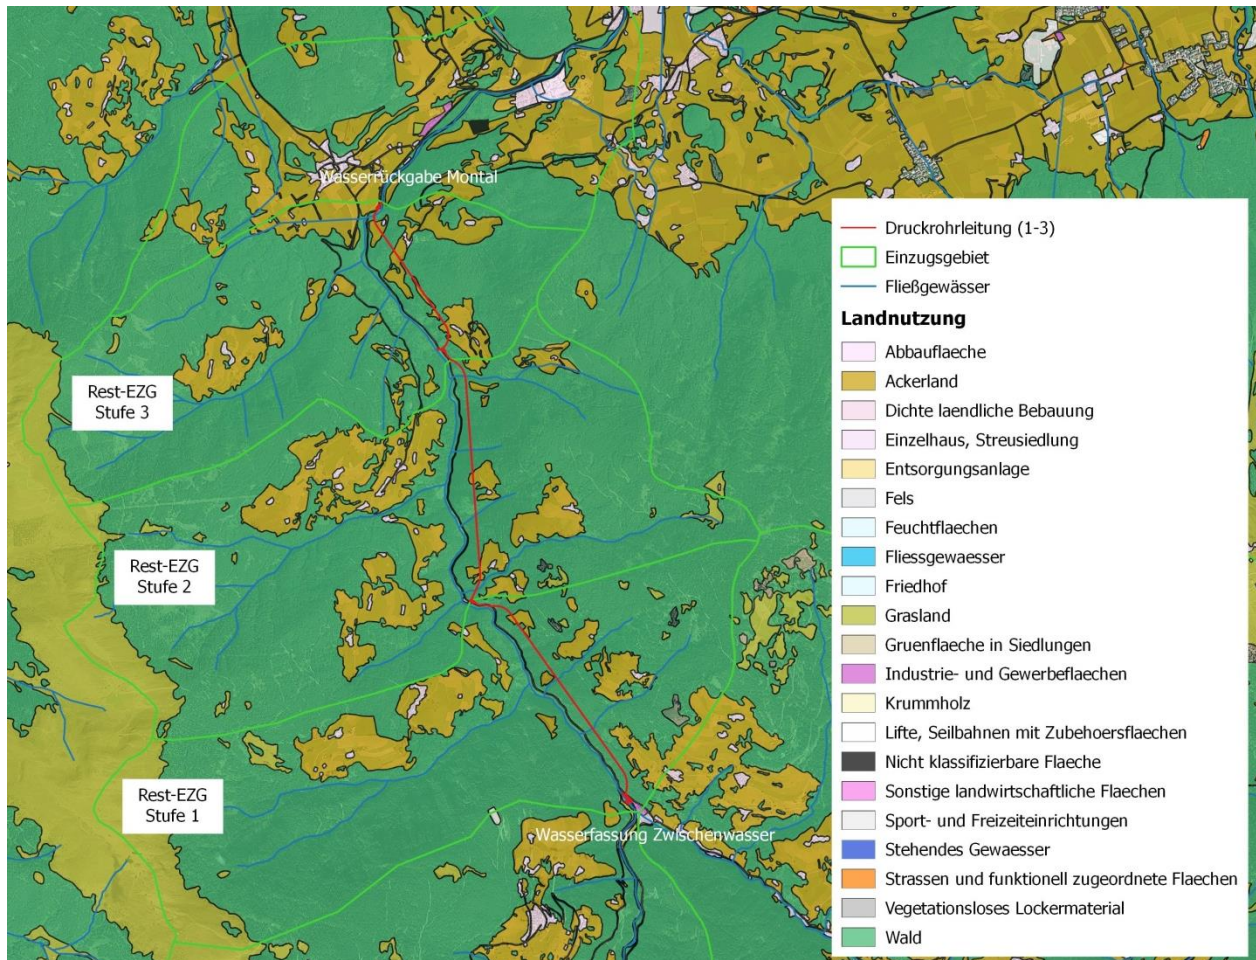 Wasserrückgabe Montal
Rest-EZG
Stufe 3
Rest-EZG
Stufe 2
Rest-EZG
Stufe 1
Wasserfassung Zwischenwasser
Druckrohrleitung (1-3)
Einzugsgebiet
Fließgewässer
Landnutzung
Abbauflaeche
Ackerland
Dichte laendliche Bebauung
Einzelhaus, Streusiedlung
Entsorgungsanlage
Fels
Feuchtflaechen
Fliessgewaesser
Friedhof
Grasland
Gruenflaeche in Siedlungen
Industrie- und Gewerbeflaechen
Krummholz
Lifte, Seilbahnen mit Zubehoersflaechen
Nicht klassifizierbare Flaeche
Sonstige landwirtschaftliche Flaechen
Sport- und Freizeiteinrichtungen
Stehendes Gewaesser
Strassen und funktionell zugeordnete Flaechen
Vegetationsloses Lockermaterial
Wald